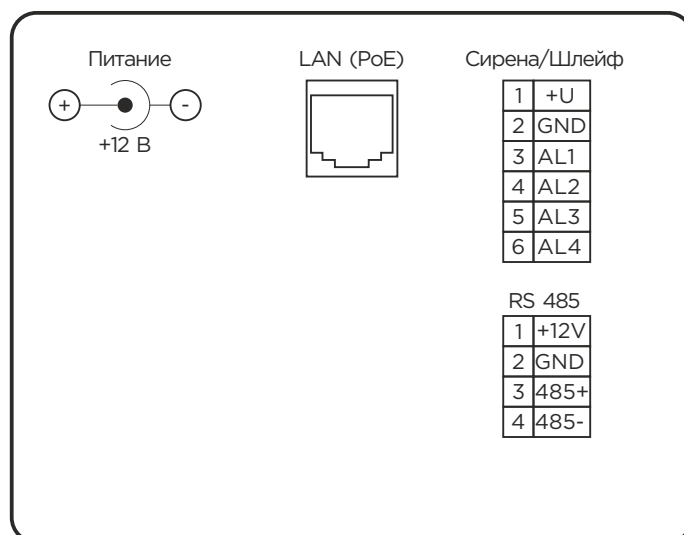 Питание
+
-
+12 В
LAN (PoE)
Сирена/Шлейф
1 +U
2 GND
3 AL1
4 AL2
5 AL3
6 AL4
RS 485
1 +12V
2 GND
3 485+
4 485-